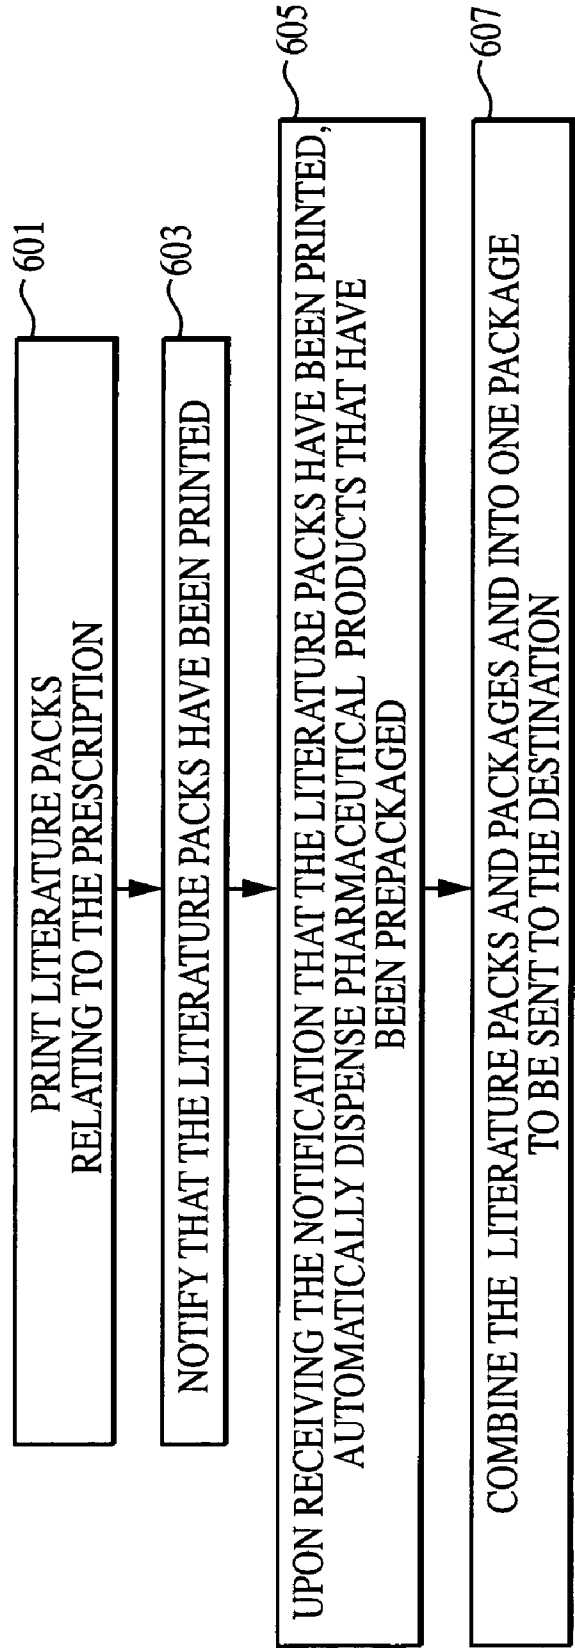 601
PRINT LITERATURE PACKS
RELATING TO THE PRESCRIPTION
603
NOTIFY THAT THE LITERATURE PACKS HAVE BEEN PRINTED
605
UPON RECEIVING THE NOTIFICATION THAT THE LITERATURE PACKS HAVE BEEN PRINTED,
AUTOMATICALLY DISPENSE PHARMACEUTICAL PRODUCTS THAT HAVE
BEEN PREPACKAGED
607
COMBINE THE LITERATURE PACKS AND PACKAGES AND INTO ONE PACKAGE
TO BE SENT TO THE DESTINATION